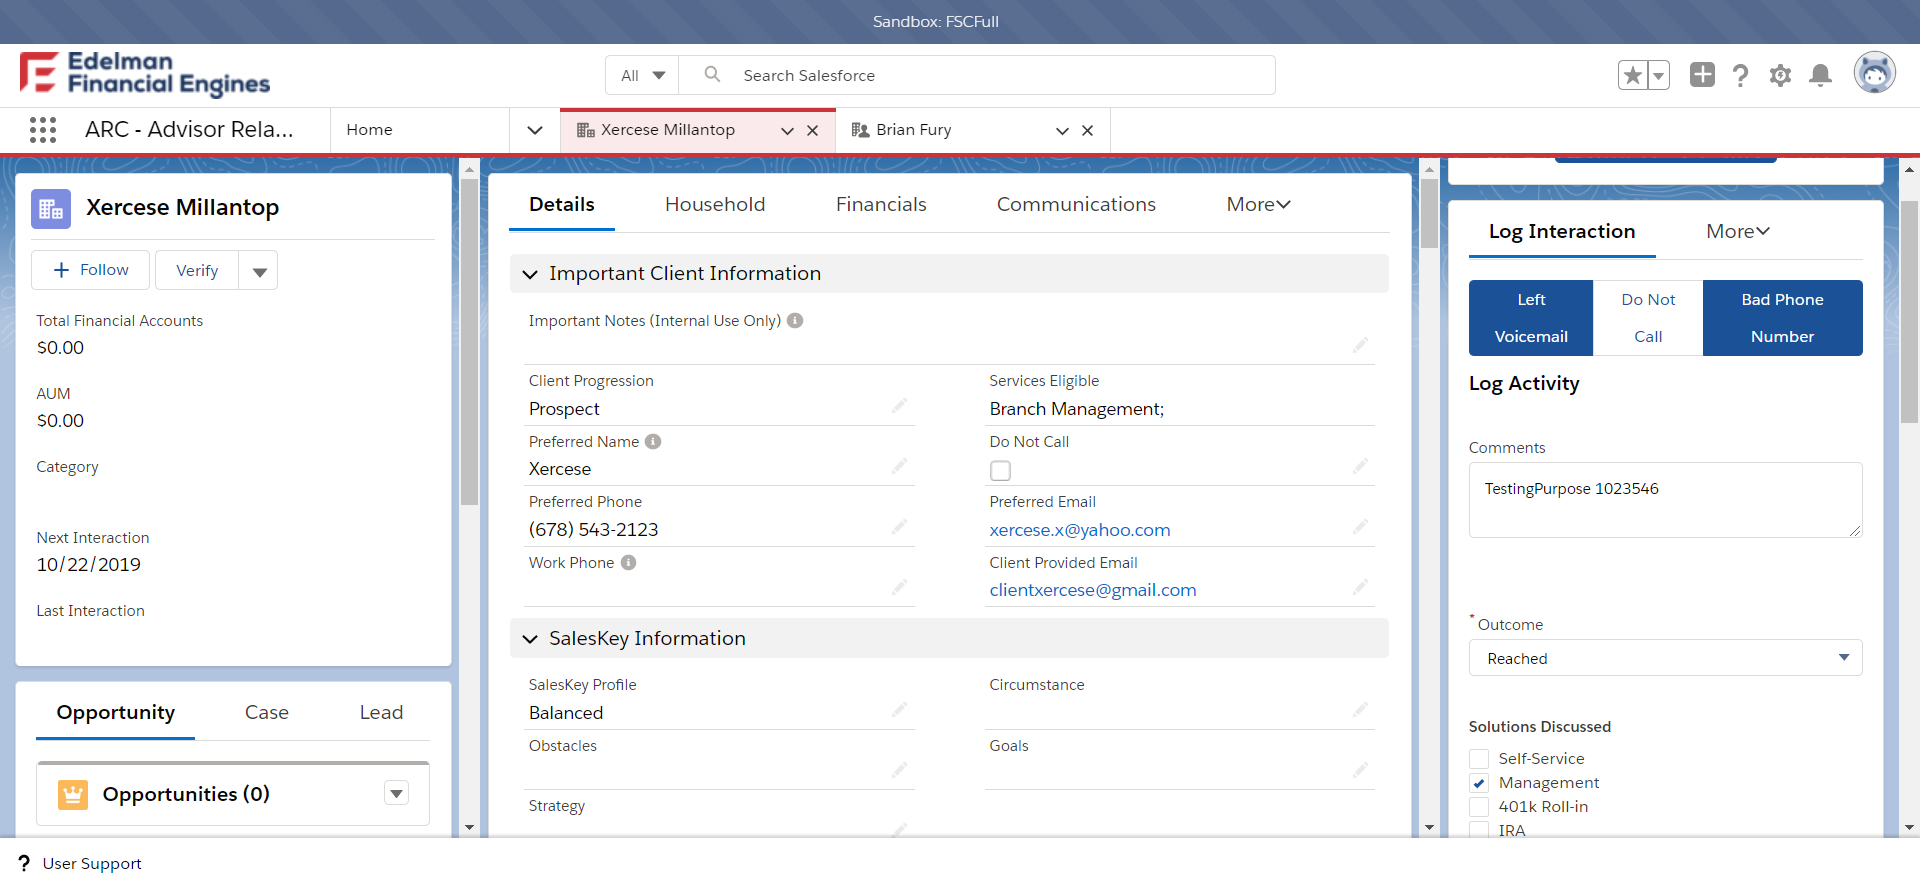 Sandbox: FSCFull
Edelman
Financial Engines
All
Search Salesforce
ARC - Advisor Rela...
Home
Xercese Millantop
Brian Fury
Xercese Millantop
Follow
Verify
Total Financial Accounts
$0.00
AUM
$0.00
Category
Next Interaction
10/22/2019
Last Interaction
Opportunity Case Lead
Opportunities (0)
Details Household Financials Communications More
Important Client Information
Important Notes (Internal Use Only)
Client Progression
Prospect
Services Eligible
Branch Management;
Preferred Name
Xercese
Do Not Call
Preferred Phone
(678) 543-2123
Preferred Email
xercese.x@yahoo.com
Work Phone
Client Provided Email
clientxercese@gmail.com
SalesKey Information
SalesKey Profile
Balanced
Circumstance
Obstacles
Goals
Strategy
Log Interaction More
Left
Voicemail
Do Not
Call
Bad Phone
Number
Log Activity
Comments
TestingPurpose 1023546
* Outcome
Reached
Solutions Discussed
Self-Service
Management
401k Roll-in
IRA
? User Support